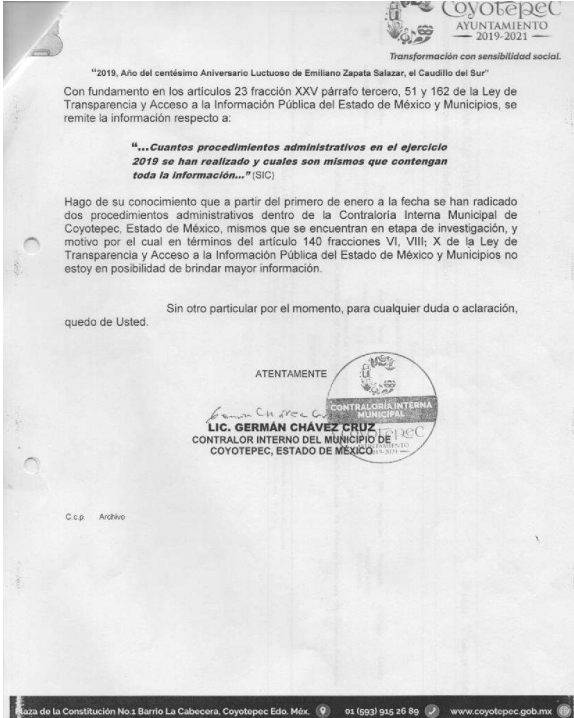 Coyotepec
AYUNTAMIENTO
2019-2021
Transformación con sensibilidad social.
"2019, Año del centésimo Aniversario Luctuoso de Emiliano Zapata Salazar, el Caudillo del Sur"
Con fundamento en los artículos 23 fracción XXV párrafo tercero, 51 y 162 de la Ley de
Transparencia y Acceso a la Información Pública del Estado de México y Municipios, se
remite la información respecto a:
"...Cuantos procedimientos administrativos en el ejercicio
2019 se han realizado y cuales son mismos que contengan
toda la información..." (SIC)
Hago de su conocimiento que a partir del primero de enero a la fecha se han radicado
dos procedimientos administrativos dentro de la Contraloría Interna Municipal de
Coyotepec, Estado de México, mismos que se encuentran en etapa de investigación, y
motivo por el cual en términos del artículo 140 fracciones VI, VIII; X de la Ley de
Transparencia y Acceso a la Información Pública del Estado de México y Municipios no
estoy en posibilidad de brindar mayor información.
Sin otro particular por el momento, para cualquier duda o aclaración,
quedo de Usted.
ATENTAMENTE
CONTRALORÍA INTERNA
MUNICIPAL
LIC. GERMÁN CHÁVEZ CRUZ
CONTRALOR INTERNO DEL MUNICIPIO DE
COYOTEPEC, ESTADO DE MÉXICO
Coyotepec
AYUNTAMIENTO
2019-2021
C.c.p. Archivo
Plaza de la Constitución No.1 Barrio La Cabecera, Coyotepec Edo. Méx. 01 (593) 915 26 89 www.coyotepec.gob.mx